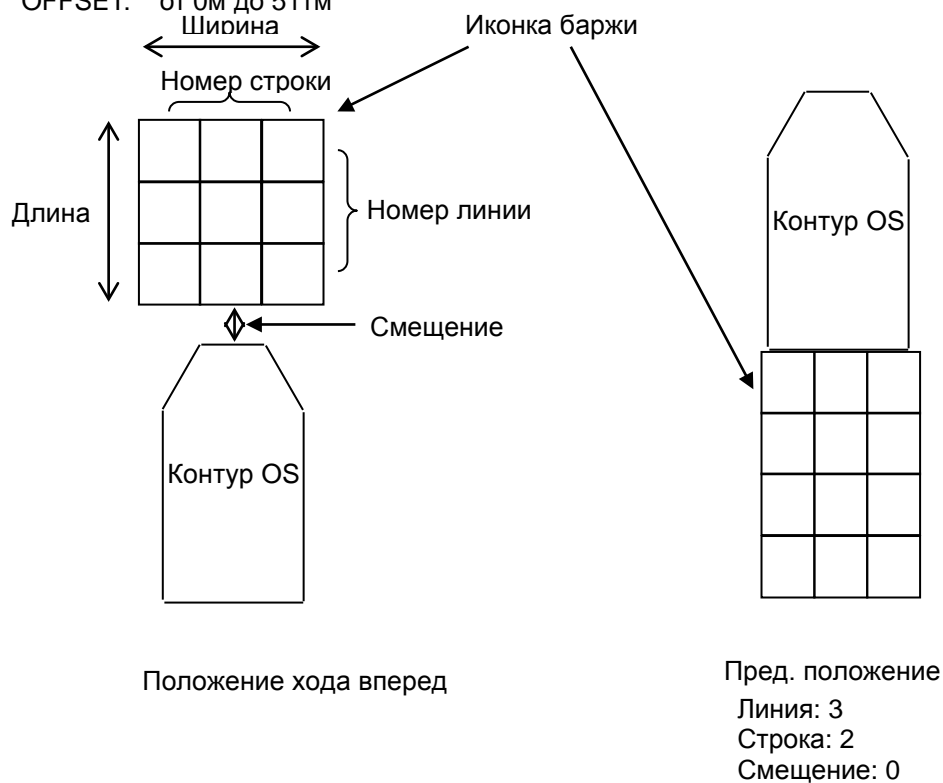 OFFSET: от 0м до 511м
Ширина
Иконка баржи
Номер строки
Длина
Номер линии
Контур OS
Смещение
Контур OS
Положение хода вперед
Пред. положение
Линия: 3
Строка: 2
Смещение: 0